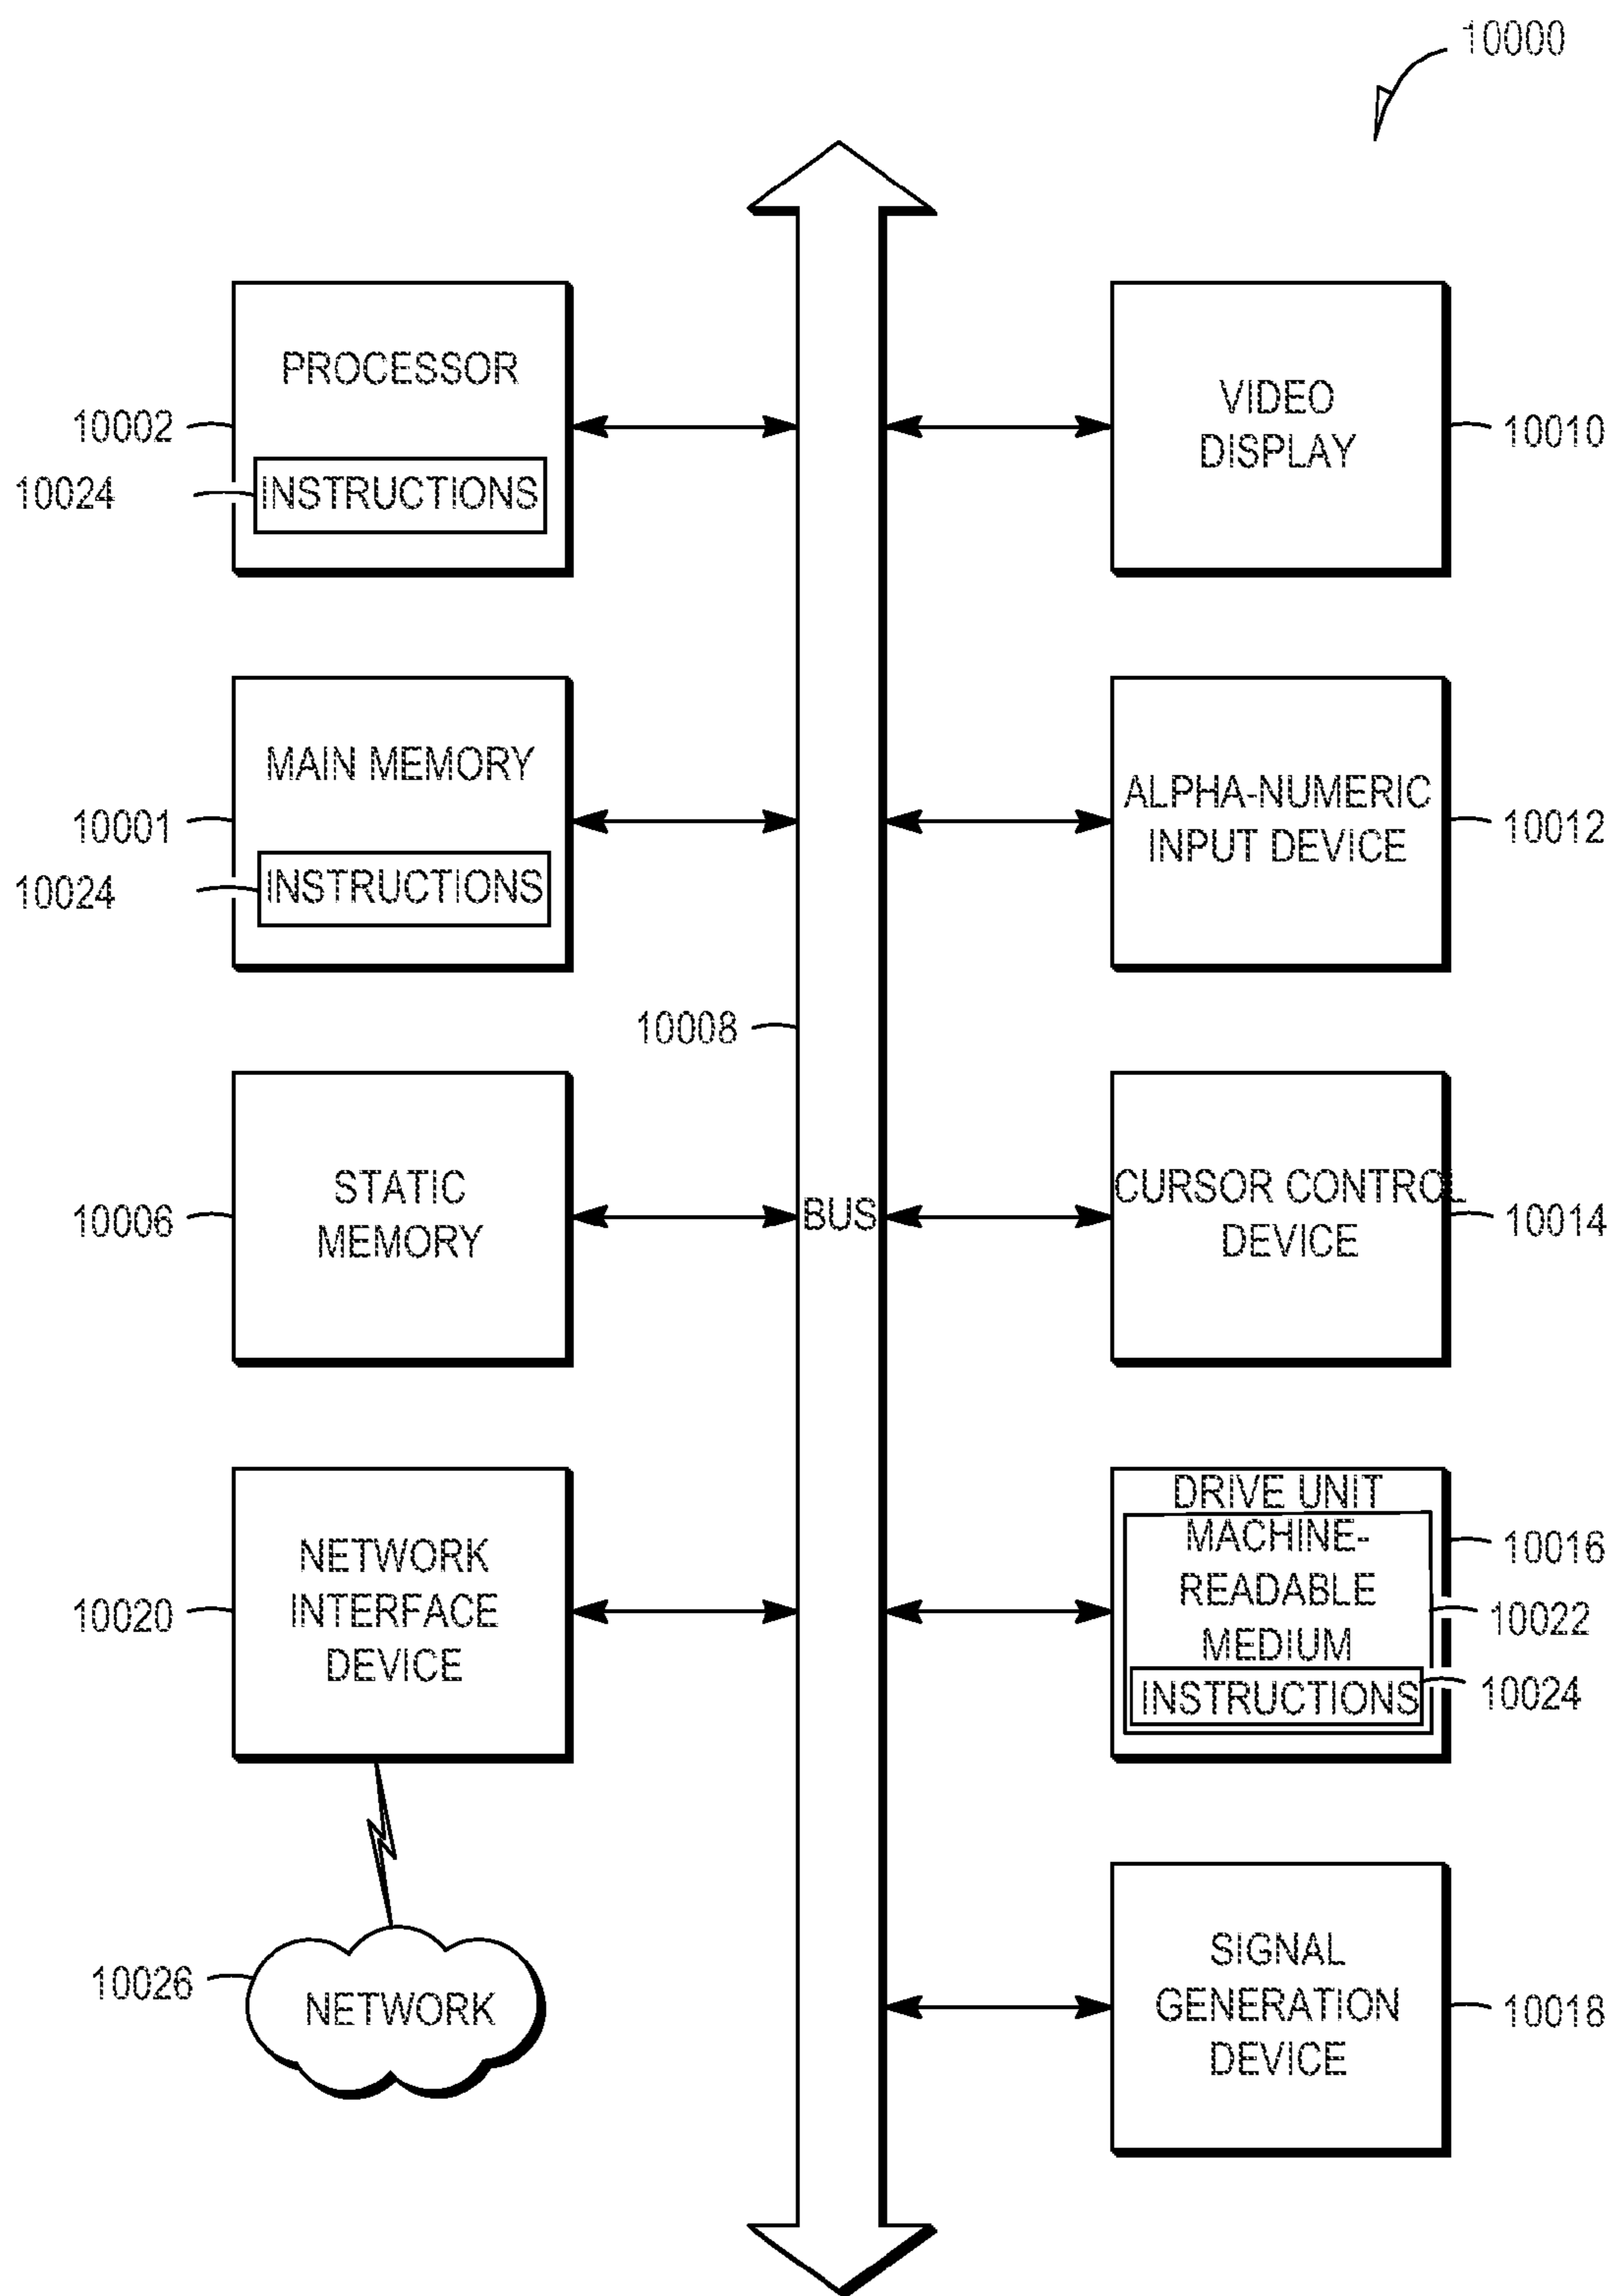 10000
PROCESSOR
10002
10024
INSTRUCTIONS
VIDEO
DISPLAY
10010
MAIN MEMORY
10001
10024
INSTRUCTIONS
ALPHA-NUMERIC
INPUT DEVICE
10012
10008
STATIC
MEMORY
10006
BUS
CURSOR CONTROL
DEVICE
10014
NETWORK
INTERFACE
DEVICE
10020
DRIVE UNIT
MACHINE-
READABLE
MEDIUM
INSTRUCTIONS
10016
10022
10024
10026
NETWORK
SIGNAL
GENERATION
DEVICE
10018